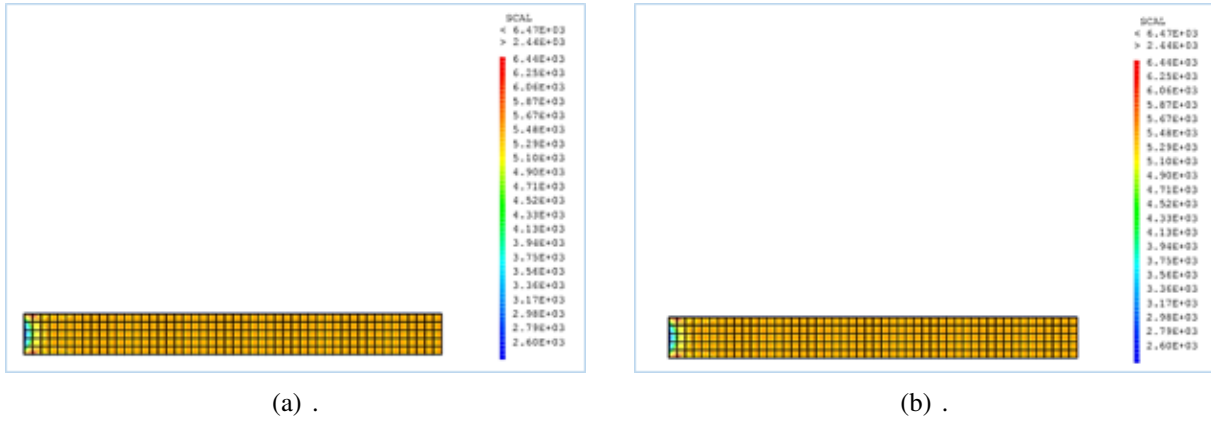 SCAL
< 6.47E+03
> 2.44E+03
6.44E+03
6.25E+03
6.06E+03
5.87E+03
5.67E+03
5.48E+03
5.29E+03
5.10E+03
4.90E+03
4.71E+03
4.52E+03
4.33E+03
4.13E+03
3.94E+03
3.75E+03
3.56E+03
3.36E+03
3.17E+03
2.98E+03
2.79E+03
2.60E+03
(a) .
SCAL
< 6.47E+03
> 2.44E+03
6.44E+03
6.25E+03
6.06E+03
5.87E+03
5.67E+03
5.48E+03
5.29E+03
5.10E+03
4.90E+03
4.71E+03
4.52E+03
4.33E+03
4.13E+03
3.94E+03
3.75E+03
3.56E+03
3.36E+03
3.17E+03
2.98E+03
2.79E+03
2.60E+03
(b) .